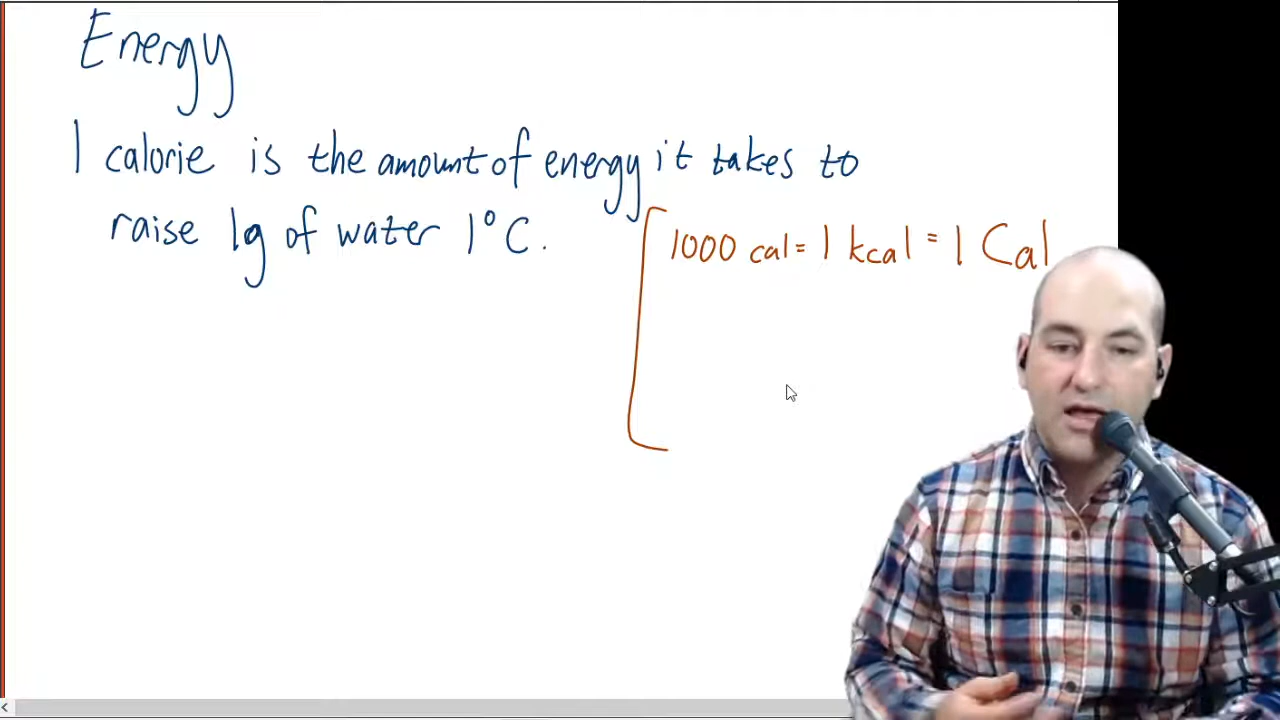 Energy
1 calorie is the amount of energy it takes to
raise 1g of water 1°C.
1000 cal = 1 kcal = 1 Cal